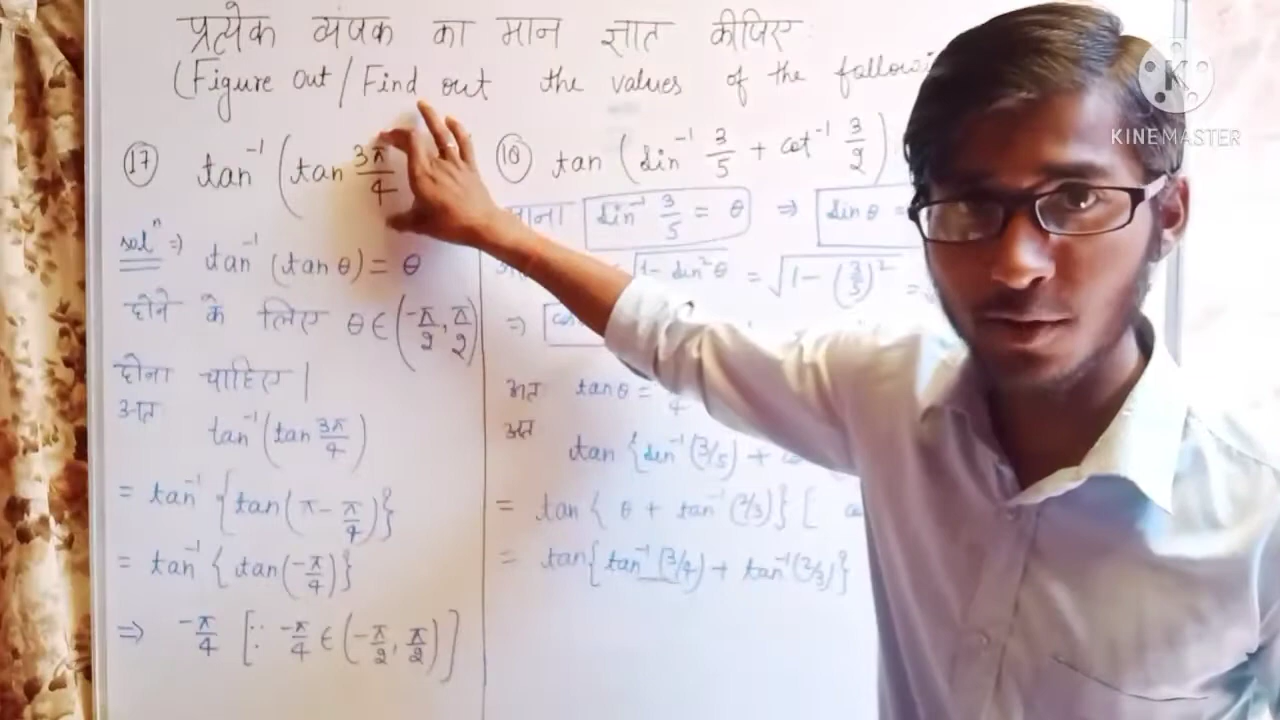 प्रत्येक व्यंजक का मान ज्ञात कीजिए
(Figure out / Find out the values of the
17 tan⁻¹ (tan 3π/4
solⁿ ⇒
tan⁻¹ (tan θ) = θ
होने के लिए θ ∈ (-π/2, π/2)
होना चाहिए |
अतः
tan⁻¹ (tan 3π/4)
= tan⁻¹ {tan(π - π/4)}
= tan⁻¹ {tan(-π/4)}
⇒ -π/4 [∵ -π/4 ∈ (-π/2, π/2)]
18 tan (sin⁻¹ 3/5 + cot⁻¹ 3/2)
माना sin⁻¹ 3/5 = θ ⇒ sin θ =
√1 - sin²θ = √1 - (3/5)² =
⇒
अतः tan θ = 4
अतः
tan {sin⁻¹ (3/5) +
= tan { θ + tan⁻¹ (2/3)} [
= tan{tan⁻¹ (3/4) + tan⁻¹ (2/3)}
KINEMASTER